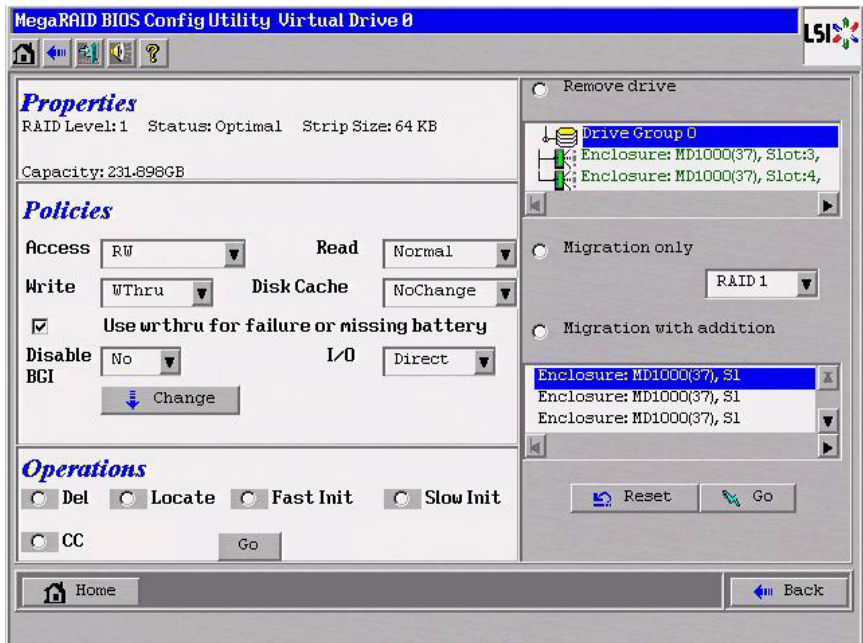 MegaRAID BIOS Config Utility Virtual Drive 0
LSI
?
Properties
RAID Level: 1 Status: Optimal Strip Size: 64 KB
Capacity: 231.898GB
Policies
Access RW Read Normal
Write WThru Disk Cache NoChange
Use wrthru for failure or missing battery
Disable BGI No I/O Direct
Change
Operations
Del Locate Fast Init Slow Init
CC Go
Remove drive
Drive Group 0
Enclosure: MD1000(37), Slot:3,
Enclosure: MD1000(37), Slot:4,
Migration only
RAID 1
Migration with addition
Enclosure: MD1000(37), Sl
Enclosure: MD1000(37), Sl
Enclosure: MD1000(37), Sl
Reset Go
Home Back